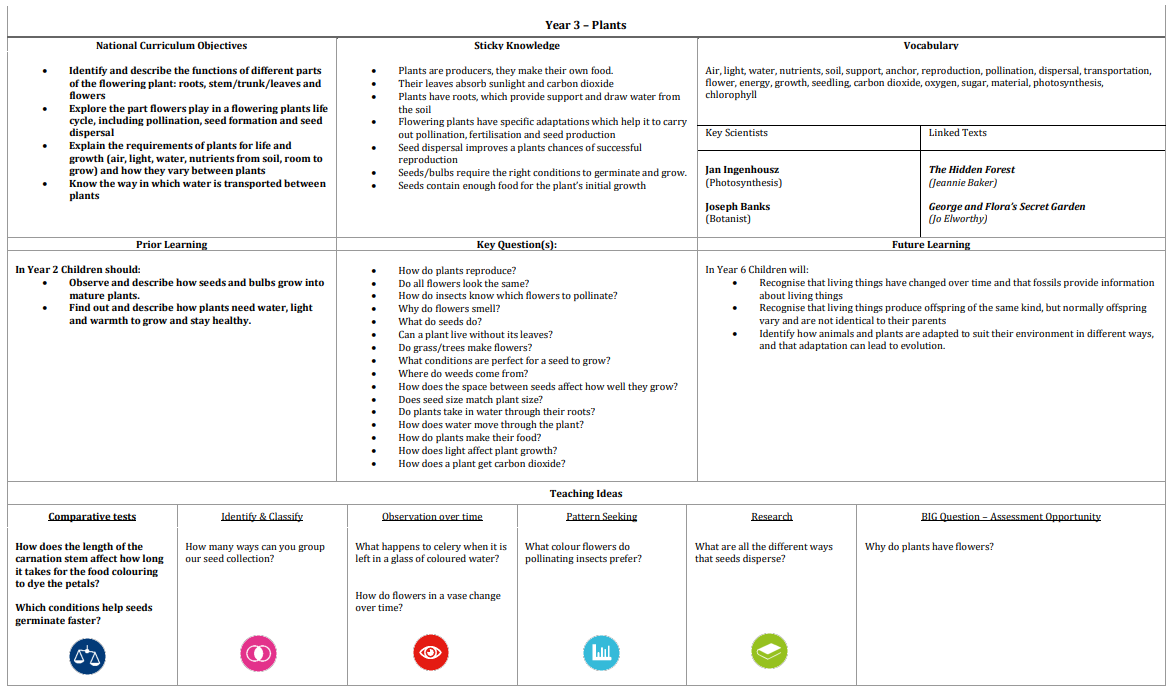 Year 3 – Plants
National Curriculum Objectives
• Identify and describe the functions of different parts
of the flowering plant: roots, stem/trunk/leaves and
flowers
• Explore the part flowers play in a flowering plants life
cycle, including pollination, seed formation and seed
dispersal
• Explain the requirements of plants for life and
growth (air, light, water, nutrients from soil, room to
grow) and how they vary between plants
• Know the way in which water is transported between
plants
Sticky Knowledge
• Plants are producers, they make their own food.
• Their leaves absorb sunlight and carbon dioxide
• Plants have roots, which provide support and draw water from
the soil
• Flowering plants have specific adaptations which help it to carry
out pollination, fertilisation and seed production
• Seed dispersal improves a plants chances of successful
reproduction
• Seeds/bulbs require the right conditions to germinate and grow.
• Seeds contain enough food for the plant's initial growth
Vocabulary
Air, light, water, nutrients, soil, support, anchor, reproduction, pollination, dispersal, transportation,
flower, energy, growth, seedling, carbon dioxide, oxygen, sugar, material, photosynthesis,
chlorophyll
Key Scientists
Jan Ingenhousz
(Photosynthesis)
Joseph Banks
(Botanist)
Linked Texts
The Hidden Forest
(Jeannie Baker)
George and Flora's Secret Garden
(Jo Elworthy)
Prior Learning
In Year 2 Children should:
• Observe and describe how seeds and bulbs grow into
mature plants.
• Find out and describe how plants need water, light
and warmth to grow and stay healthy.
Key Question(s):
• How do plants reproduce?
• Do all flowers look the same?
• How do insects know which flowers to pollinate?
• Why do flowers smell?
• What do seeds do?
• Can a plant live without its leaves?
• Do grass/trees make flowers?
• What conditions are perfect for a seed to grow?
• Where do weeds come from?
• How does the space between seeds affect how well they grow?
• Does seed size match plant size?
• Do plants take in water through their roots?
• How does water move through the plant?
• How do plants make their food?
• How does light affect plant growth?
• How does a plant get carbon dioxide?
Future Learning
In Year 6 Children will:
• Recognise that living things have changed over time and that fossils provide information
about living things
• Recognise that living things produce offspring of the same kind, but normally offspring
vary and are not identical to their parents
• Identify how animals and plants are adapted to suit their environment in different ways,
and that adaptation can lead to evolution.
Teaching Ideas
Comparative tests
How does the length of the
carnation stem affect how long
it takes for the food colouring
to dye the petals?
Which conditions help seeds
germinate faster?
Identify & Classify
How many ways can you group
our seed collection?
Observation over time
What happens to celery when it is
left in a glass of coloured water?
How do flowers in a vase change
over time?
Pattern Seeking
What colour flowers do
pollinating insects prefer?
Research
What are all the different ways
that seeds disperse?
BIG Question – Assessment Opportunity
Why do plants have flowers?